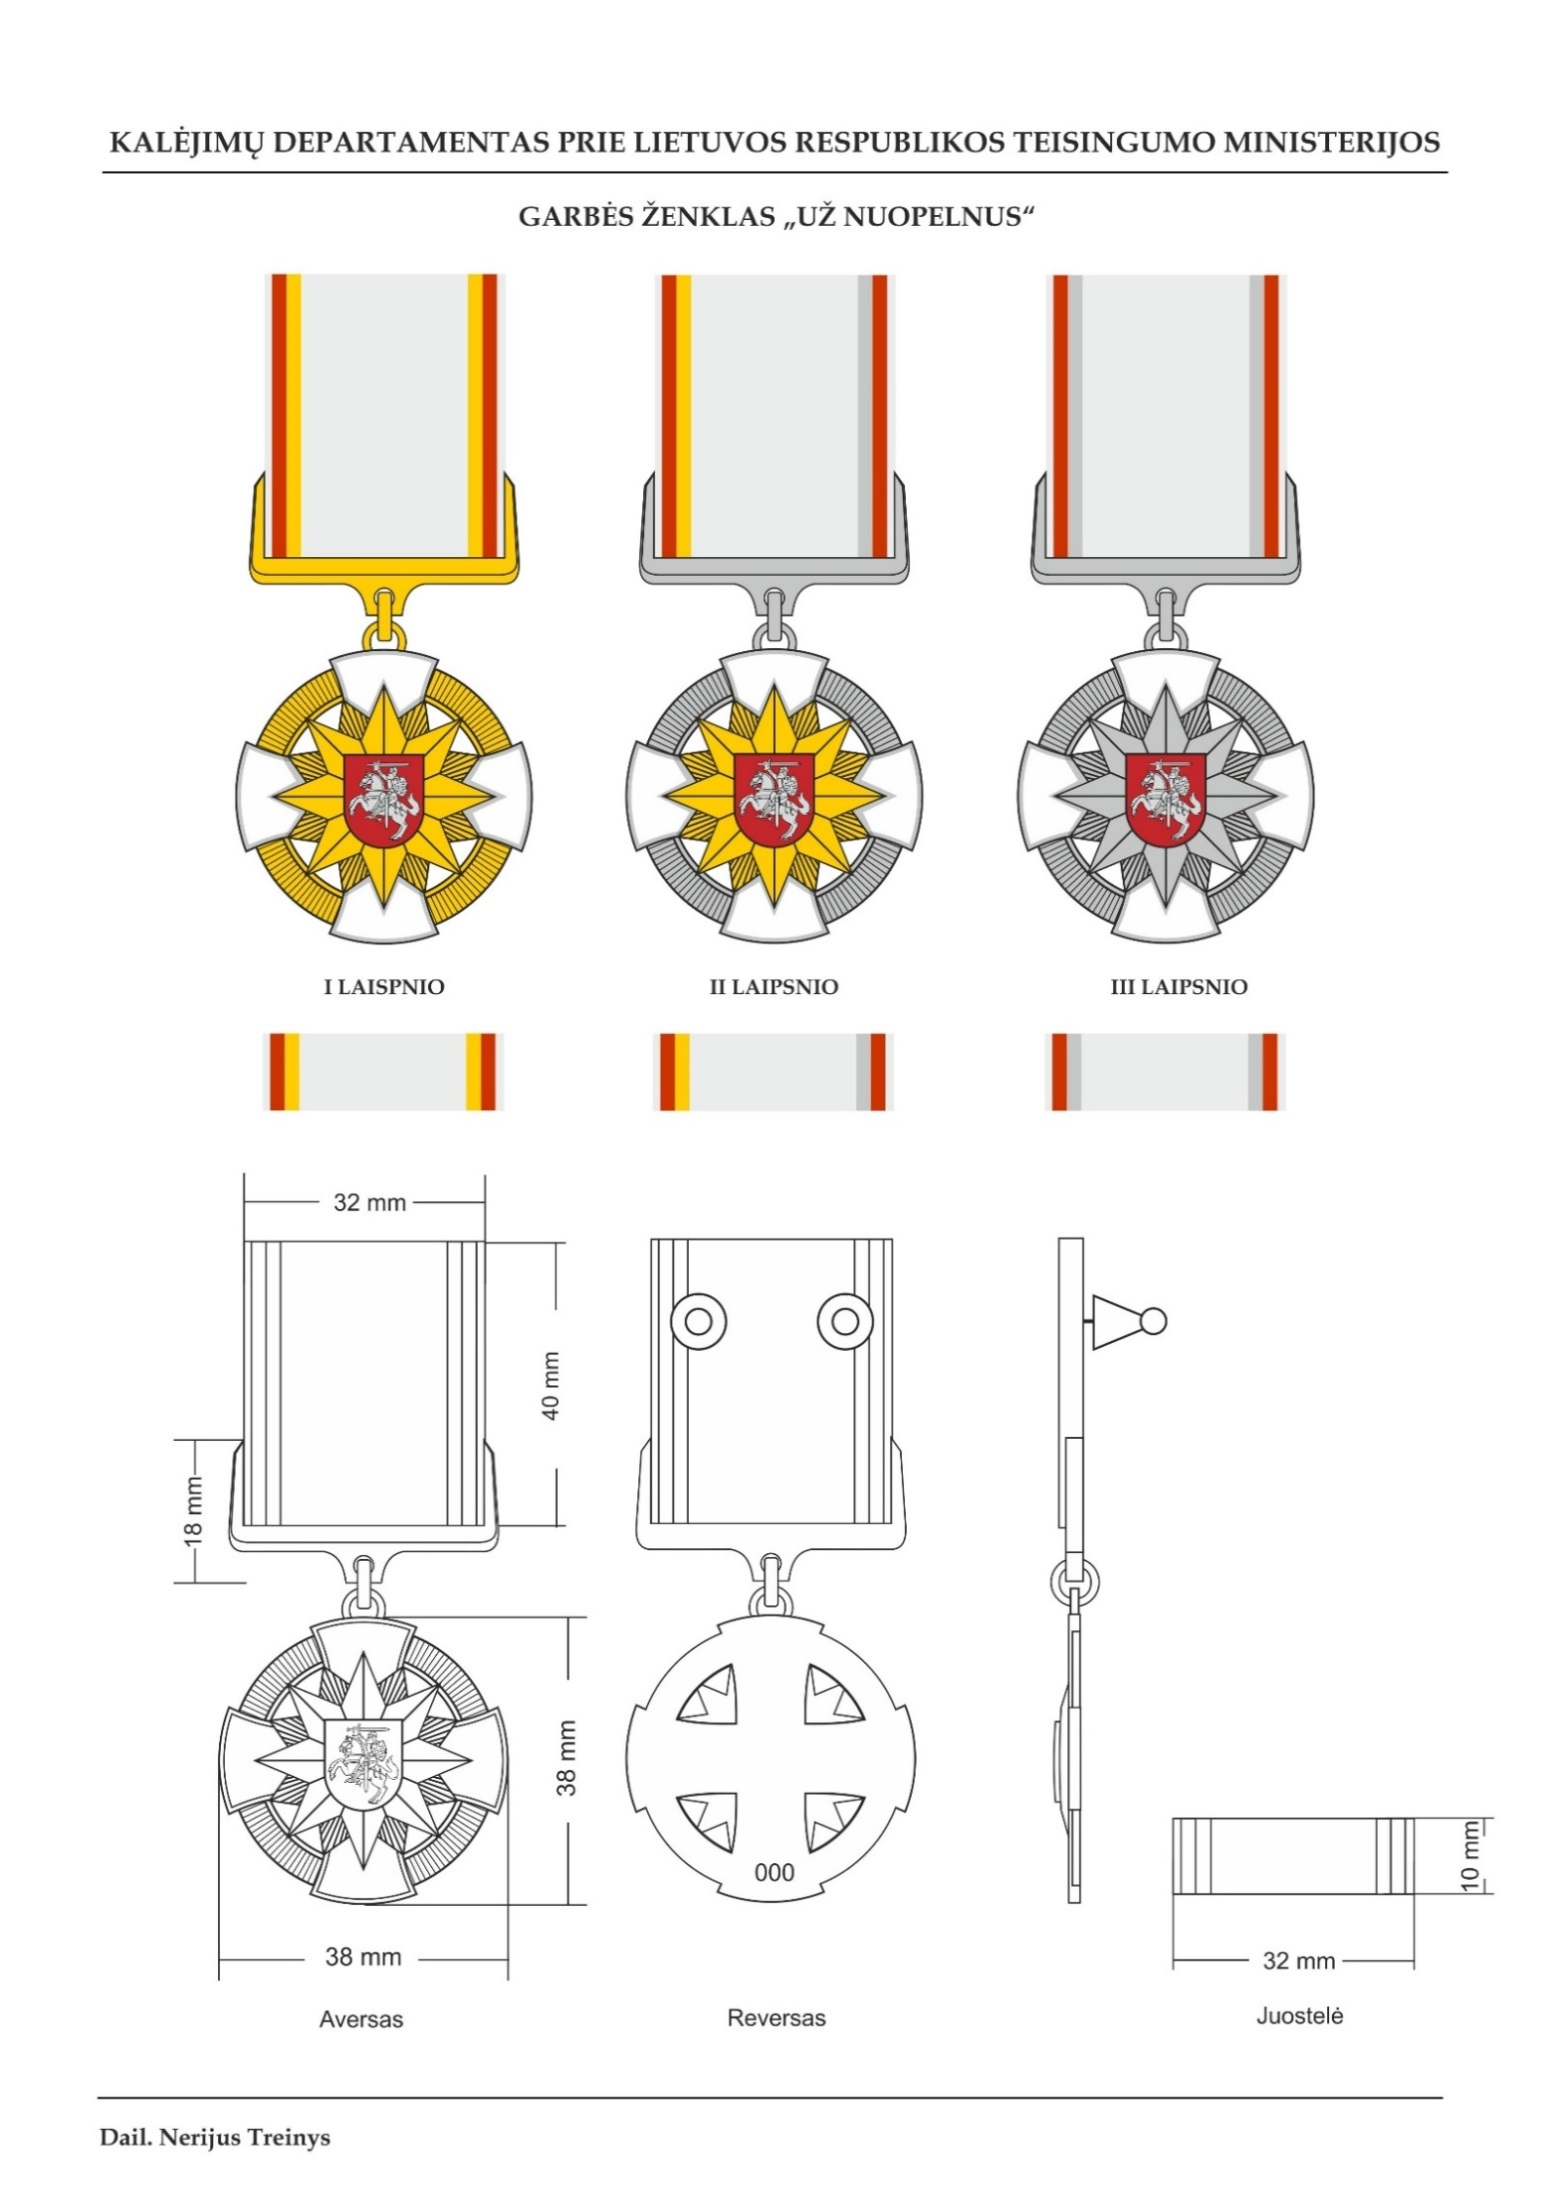 KALĖJIMŲ DEPARTAMENTAS PRIE LIETUVOS RESPUBLIKOS TEISINGUMO MINISTERIJOS
GARBĖS ŽENKLAS „UŽ NUOPELNUS“
I LAISPNIO
II LAIPSNIO
III LAIPSNIO
32 mm
40 mm
18 mm
38 mm
000
10 mm
38 mm
32 mm
Aversas
Reversas
Juostelė
Dail. Nerijus Treinys